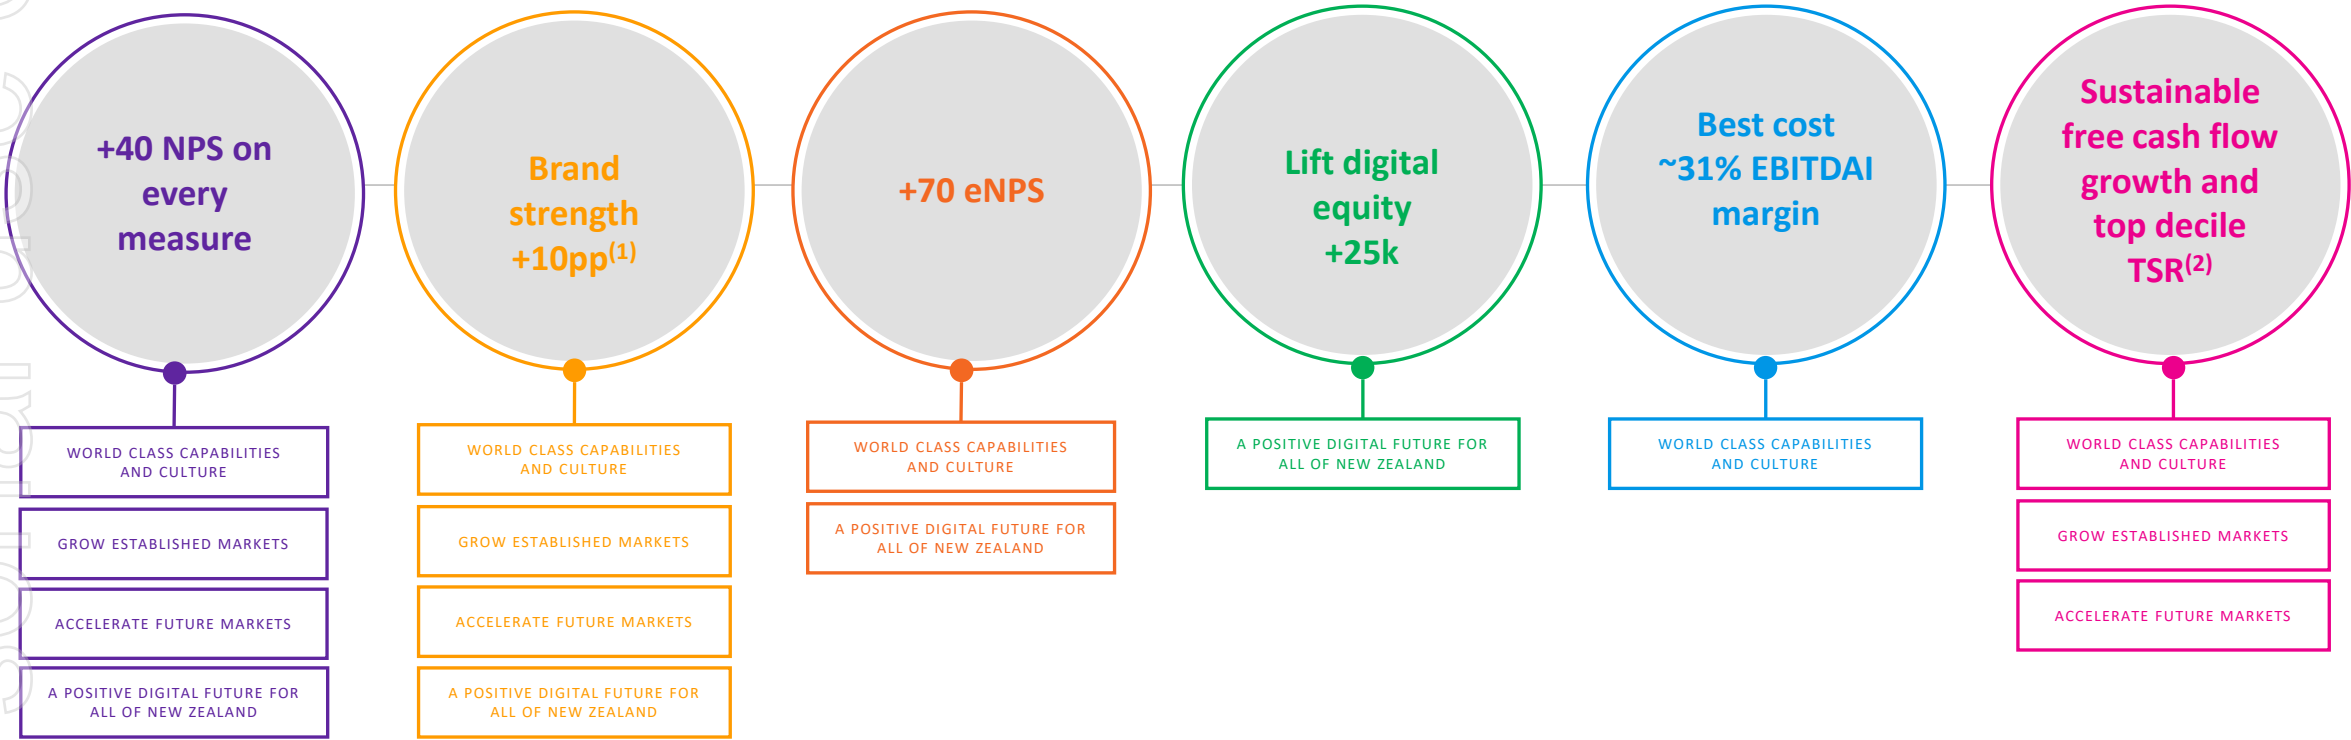 +40 NPS on
every
measure
WORLD CLASS CAPABILITIES
AND CULTURE
GROW ESTABLISHED MARKETS
ACCELERATE FUTURE MARKETS
A POSITIVE DIGITAL FUTURE FOR
ALL OF NEW ZEALAND
Brand
strength
+10pp(1)
WORLD CLASS CAPABILITIES
AND CULTURE
GROW ESTABLISHED MARKETS
ACCELERATE FUTURE MARKETS
A POSITIVE DIGITAL FUTURE FOR
ALL OF NEW ZEALAND
+70 eNPS
WORLD CLASS CAPABILITIES
AND CULTURE
A POSITIVE DIGITAL FUTURE FOR
ALL OF NEW ZEALAND
Lift digital
equity
+25k
A POSITIVE DIGITAL FUTURE FOR
ALL OF NEW ZEALAND
Best cost
~31% EBITDAI
margin
WORLD CLASS CAPABILITIES
AND CULTURE
Sustainable
free cash flow
growth and
top decile
TSR(2)
WORLD CLASS CAPABILITIES
AND CULTURE
GROW ESTABLISHED MARKETS
ACCELERATE FUTURE MARKETS